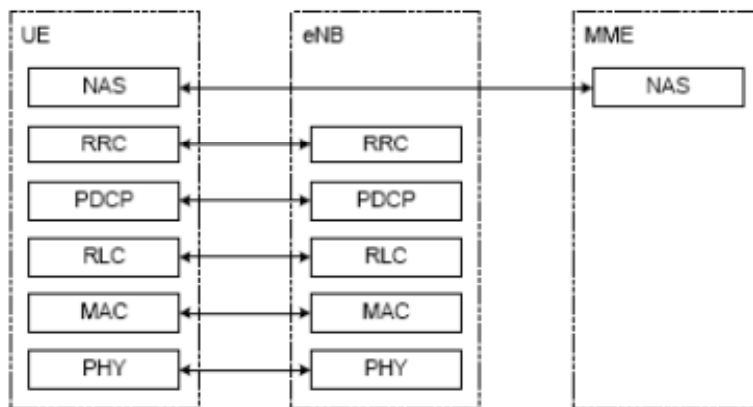 UE eNB MME
NAS NAS
RRC RRC
PDCP PDCP
RLC RLC
MAC MAC
PHY PHY